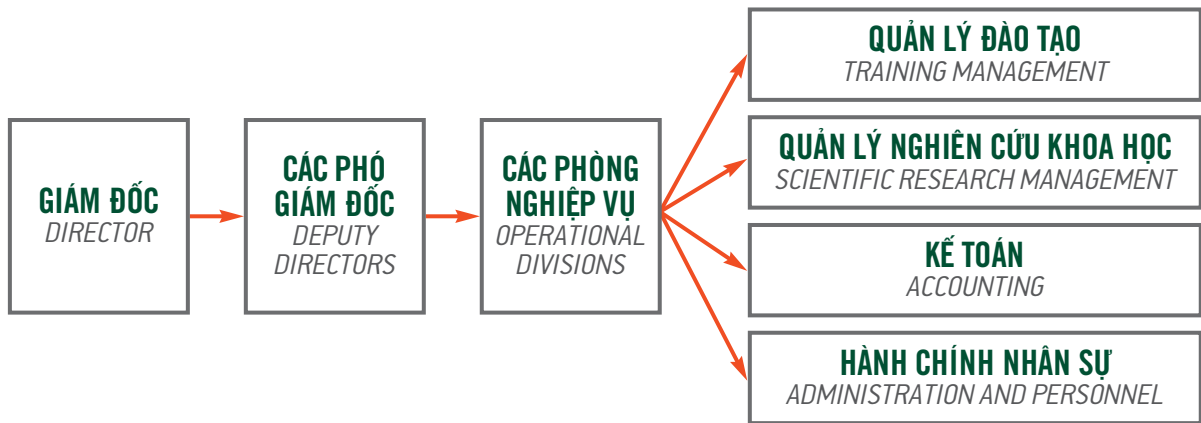 GIÁM ĐỐC
DIRECTOR
CÁC PHÓ
GIÁM ĐỐC
DEPUTY
DIRECTORS
CÁC PHÒNG
NGHIỆP VỤ
OPERATIONAL
DIVISIONS
QUẢN LÝ ĐÀO TẠO
TRAINING MANAGEMENT
QUẢN LÝ NGHIÊN CỨU KHOA HỌC
SCIENTIFIC RESEARCH MANAGEMENT
KẾ TOÁN
ACCOUNTING
HÀNH CHÍNH NHÂN SỰ
ADMINISTRATION AND PERSONNEL